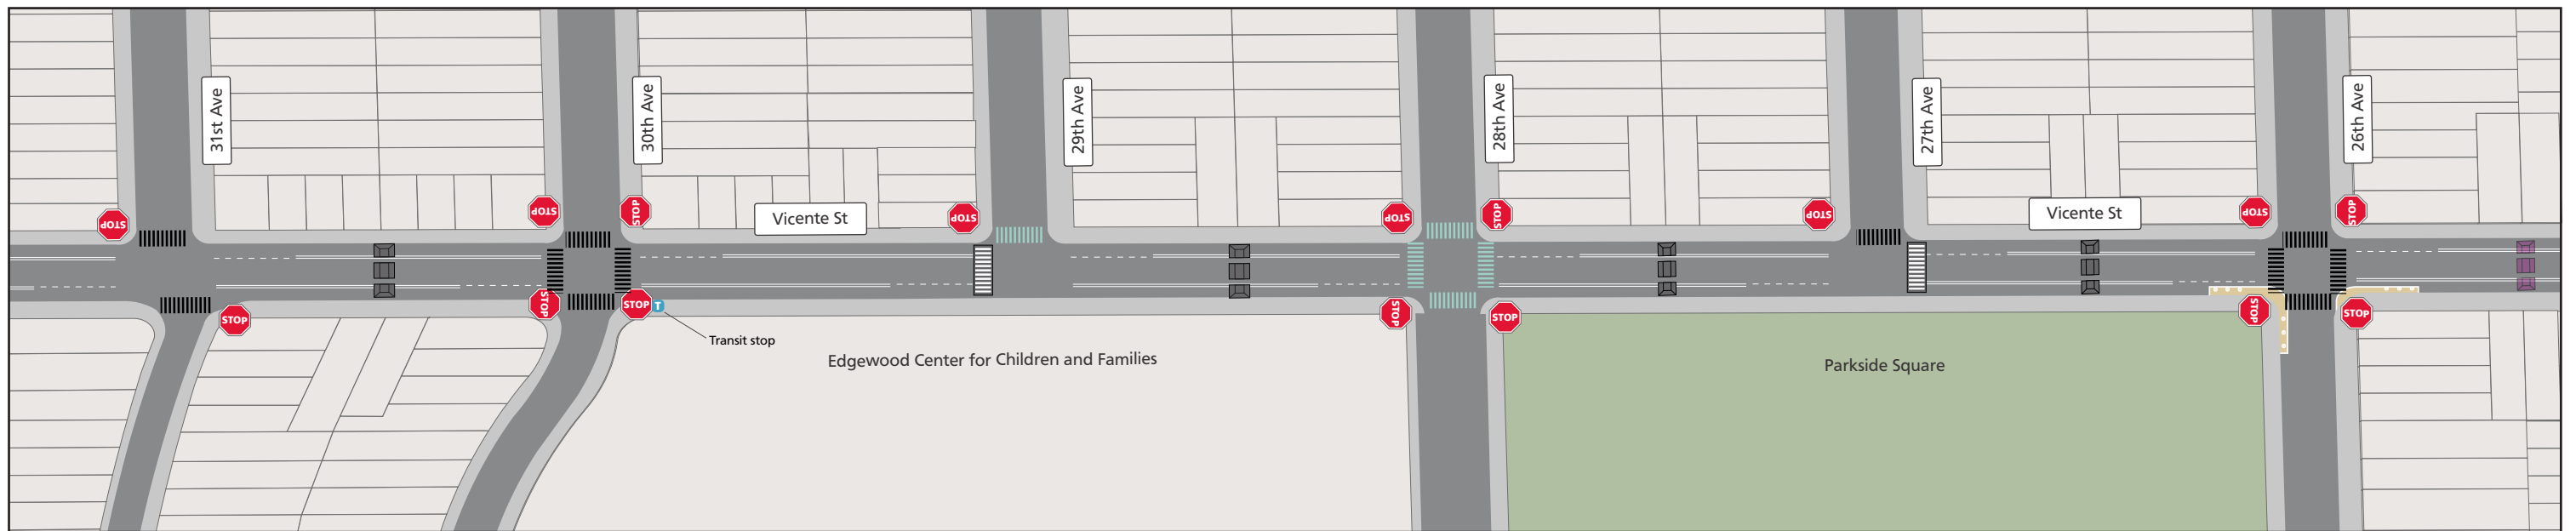 31st Ave
30th Ave
29th Ave
28th Ave
27th Ave
26th Ave
STOP
STOP
STOP
Vicente St
STOP
STOP
STOP
STOP
Vicente St
STOP
STOP
STOP
STOP
STOP
T
STOP
STOP
STOP
STOP
Transit stop
Edgewood Center for Children and Families
Parkside Square